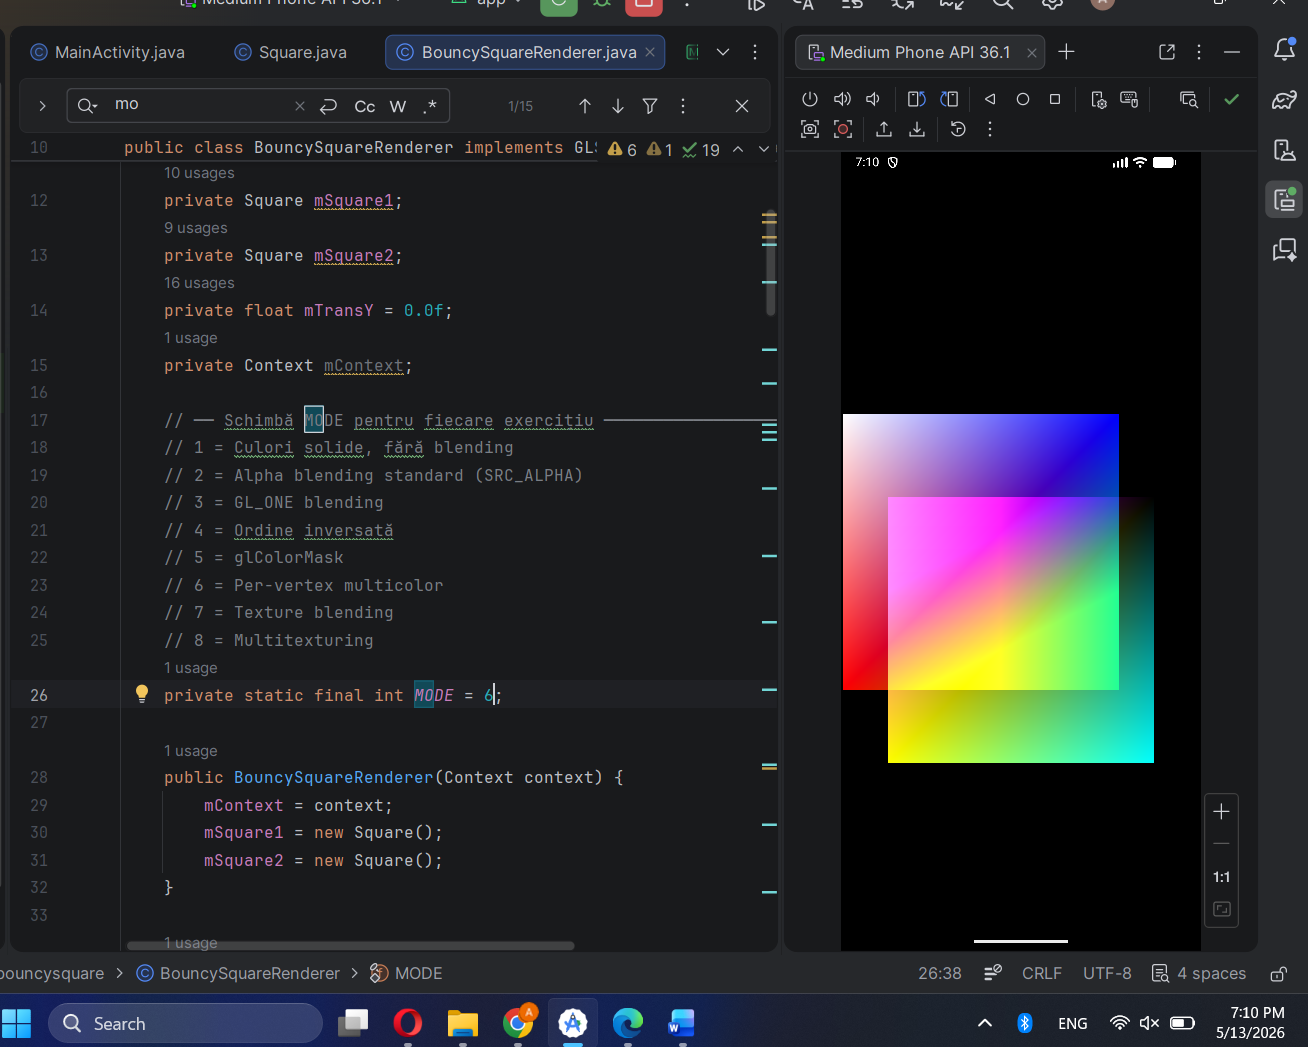 Medium Phone API 36.1
app
MainActivity.java
Square.java
BouncySquareRenderer.java
Medium Phone API 36.1
mo
Cc
W
.*
1/15
10 public class BouncySquareRenderer implements GLS
6
1
19
10 usages
12 private Square mSquare1;
9 usages
13 private Square mSquare2;
16 usages
14 private float mTransY = 0.0f;
1 usage
15 private Context mContext;
16
17 // —— Schimbă MODE pentru fiecare exercițiu
18 // 1 = Culori solide, fără blending
19 // 2 = Alpha blending standard (SRC_ALPHA)
20 // 3 = GL_ONE blending
21 // 4 = Ordine inversată
22 // 5 = glColorMask
23 // 6 = Per-vertex multicolor
24 // 7 = Texture blending
25 // 8 = Multitexturing
1 usage
26 private static final int MODE = 6;
27
1 usage
28 public BouncySquareRenderer(Context context) {
29 mContext = context;
30 mSquare1 = new Square();
31 mSquare2 = new Square();
32 }
33
1 usage
7:10
1:1
bouncysquare
BouncySquareRenderer
MODE
26:38
CRLF
UTF-8
4 spaces
Search
A
W
ENG
7:10 PM
5/13/2026